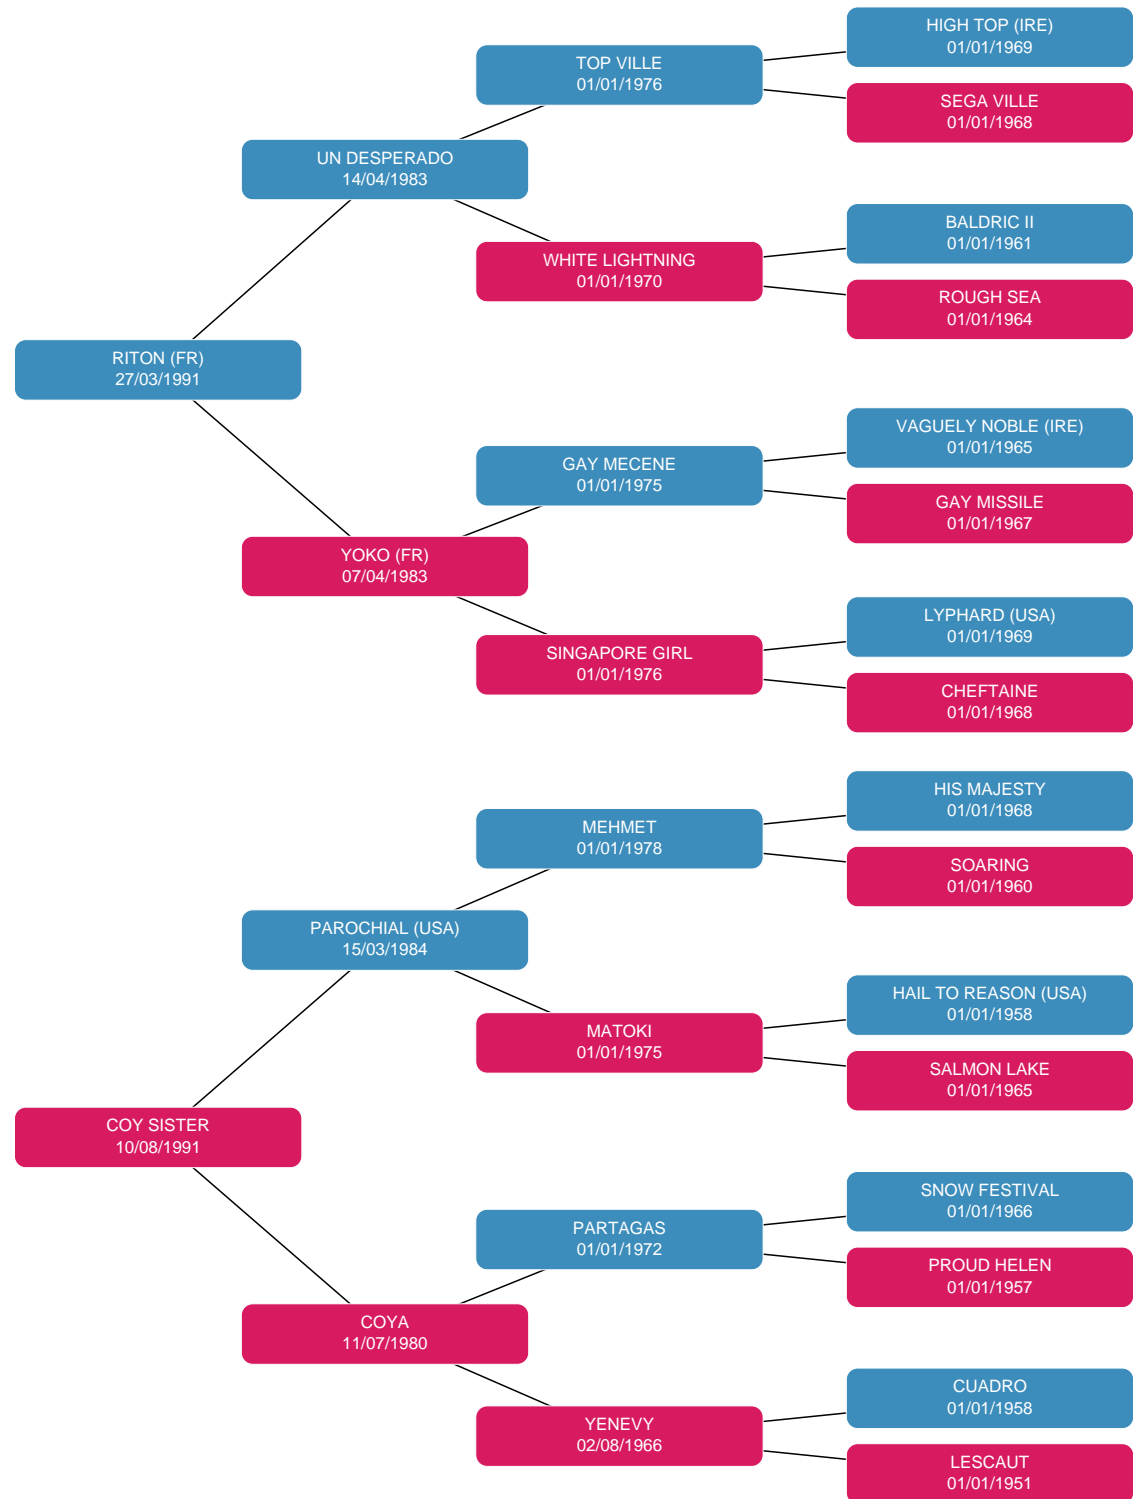 HIGH TOP (IRE)
01/01/1969
TOP VILLE
01/01/1976
SEGA VILLE
01/01/1968
UN DESPERADO
14/04/1983
BALDRIC II
01/01/1961
WHITE LIGHTNING
01/01/1970
ROUGH SEA
01/01/1964
RITON (FR)
27/03/1991
VAGUELY NOBLE (IRE)
01/01/1965
GAY MECENE
01/01/1975
GAY MISSILE
01/01/1967
YOKO (FR)
07/04/1983
LYPHARD (USA)
01/01/1969
SINGAPORE GIRL
01/01/1976
CHEFTAINE
01/01/1968
HIS MAJESTY
01/01/1968
MEHMET
01/01/1978
SOARING
01/01/1960
PAROCHIAL (USA)
15/03/1984
HAIL TO REASON (USA)
01/01/1958
MATOKI
01/01/1975
SALMON LAKE
01/01/1965
COY SISTER
10/08/1991
SNOW FESTIVAL
01/01/1966
PARTAGAS
01/01/1972
PROUD HELEN
01/01/1957
COYA
11/07/1980
CUADRO
01/01/1958
YENEVY
02/08/1966
LESCAUT
01/01/1951